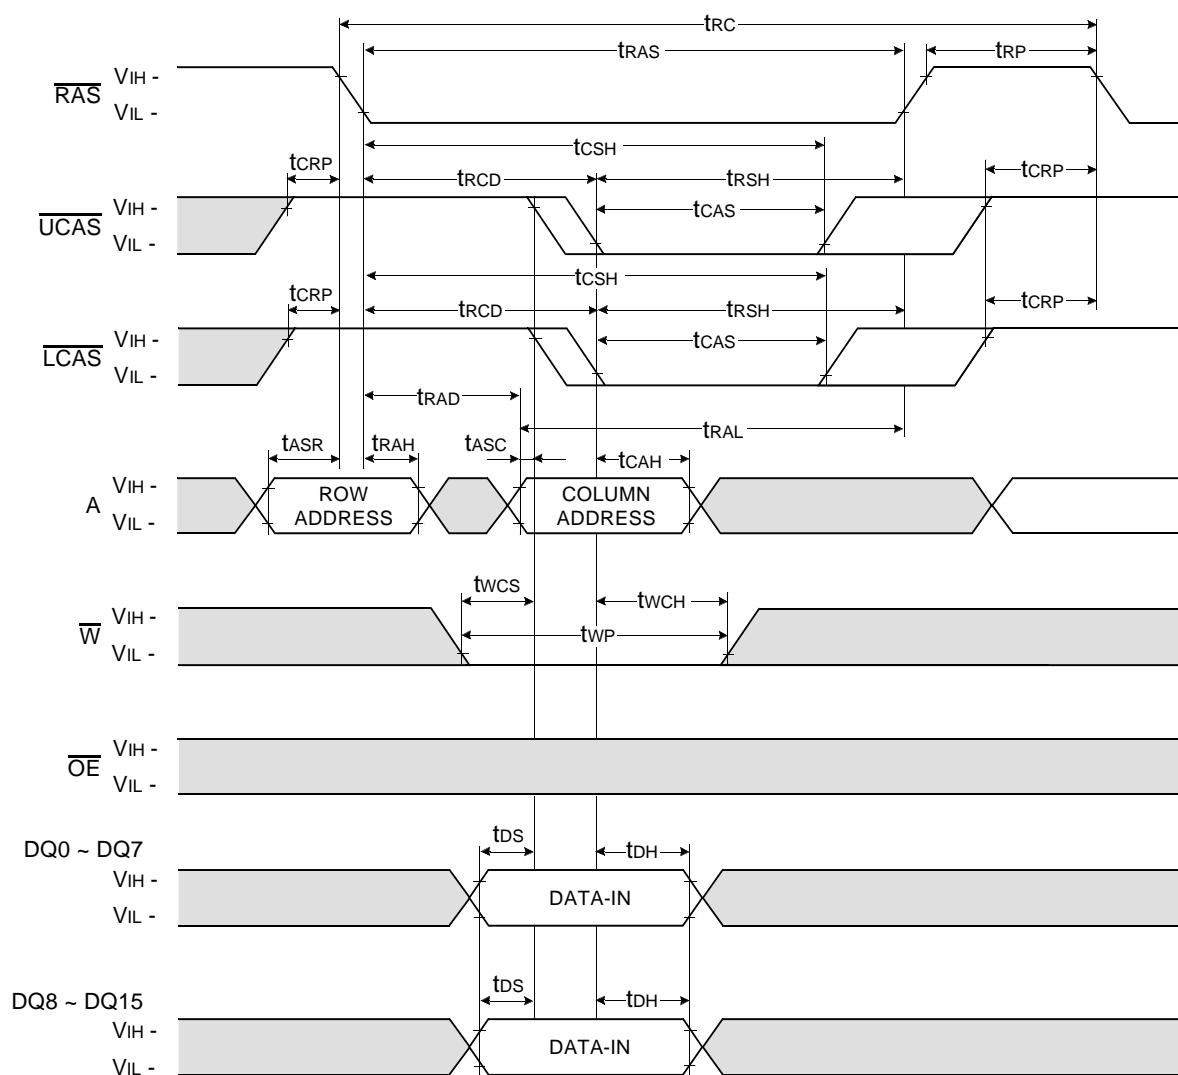 tRC
tRAS
tRP
RAS
VIH -
VIL -
tCSH
tCRP
tRCD
tRSH
tCRP
UCAS
VIH -
VIL -
tCAS
tCSH
tCRP
tRCD
tRSH
tCRP
LCAS
VIH -
VIL -
tCAS
tRAD
tRAL
tASR
tRAH
tASC
tCAH
A
VIH -
VIL -
ROW
ADDRESS
COLUMN
ADDRESS
tWCS
tWCH
W
VIH -
VIL -
tWP
OE
VIH -
VIL -
tDS
tDH
DQ0 ~ DQ7
VIH -
VIL -
DATA-IN
tDS
tDH
DQ8 ~ DQ15
VIH -
VIL -
DATA-IN